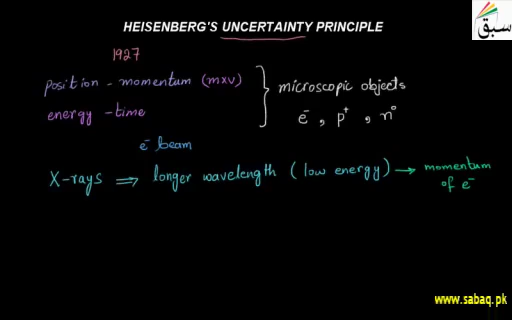 HEISENBERG'S UNCERTAINTY PRINCIPLE
سبق
1927
position - momentum (m×v)
energy - time
microscopic objects
e⁻, p⁺, n⁰
e⁻ beam
X-rays ⇒ longer wavelength (low energy) → momentum
of e⁻
www.sabaq.pk